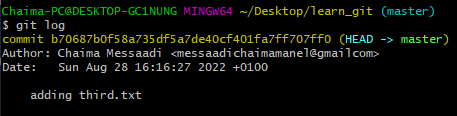 Chaima-PC@DESKTOP-GC1NUNG MINGW64 ~/Desktop/learn_git (master)
$ git log
commit b70687b0f58a735df5a7de40cf401fa7ff707ff0 (HEAD -> master)
Author: Chaima Messaadi <messaadichaimamanel@gmailcom>
Date:   Sun Aug 28 16:16:27 2022 +0100
    adding third.txt